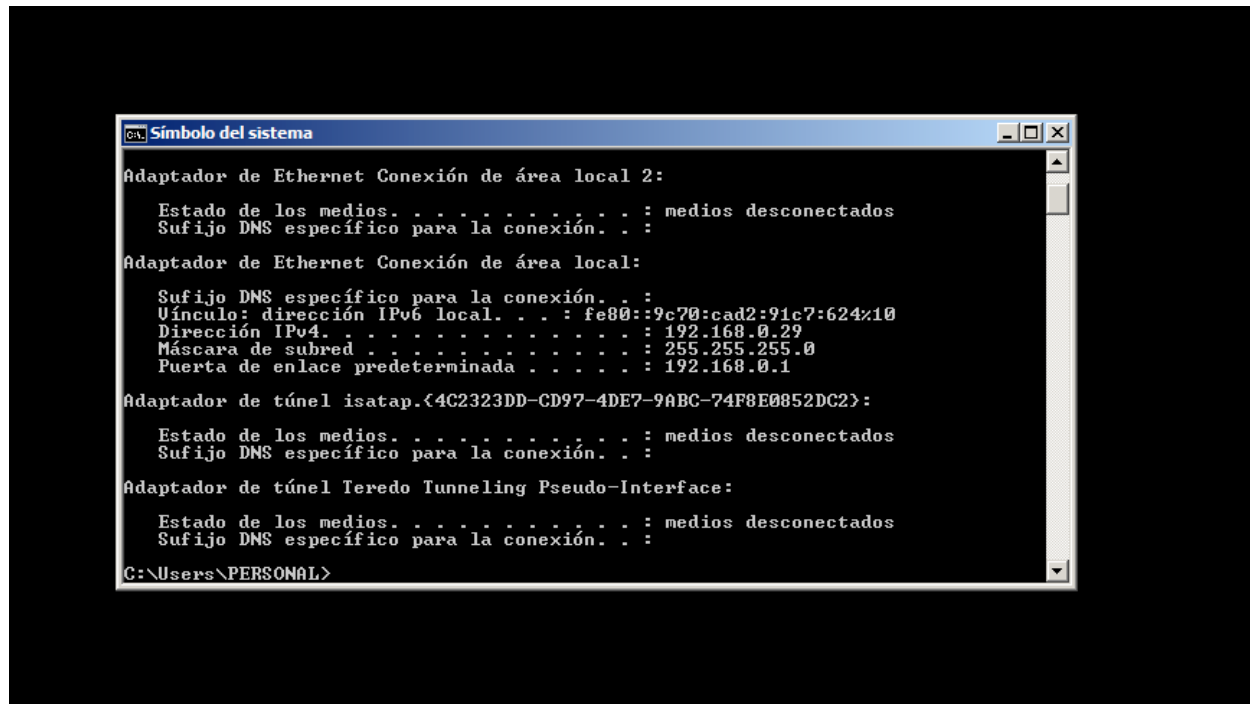 Símbolo del sistema
Adaptador de Ethernet Conexión de área local 2:
Estado de los medios. . . . . . . . . . . : medios desconectados
Sufijo DNS específico para la conexión. . :
Adaptador de Ethernet Conexión de área local:
Sufijo DNS específico para la conexión. . :
Vínculo: dirección IPv6 local. . . : fe80::9c70:cad2:91c7:624%10
Dirección IPv4. . . . . . . . . . . . . . : 192.168.0.29
Máscara de subred . . . . . . . . . . . . : 255.255.255.0
Puerta de enlace predeterminada . . . . . : 192.168.0.1
Adaptador de túnel isatap.{4C2323DD-CD97-4DE7-9ABC-74F8E0852DC2}:
Estado de los medios. . . . . . . . . . . : medios desconectados
Sufijo DNS específico para la conexión. . :
Adaptador de túnel Teredo Tunneling Pseudo-Interface:
Estado de los medios. . . . . . . . . . . : medios desconectados
Sufijo DNS específico para la conexión. . :
C:\Users\PERSONAL>